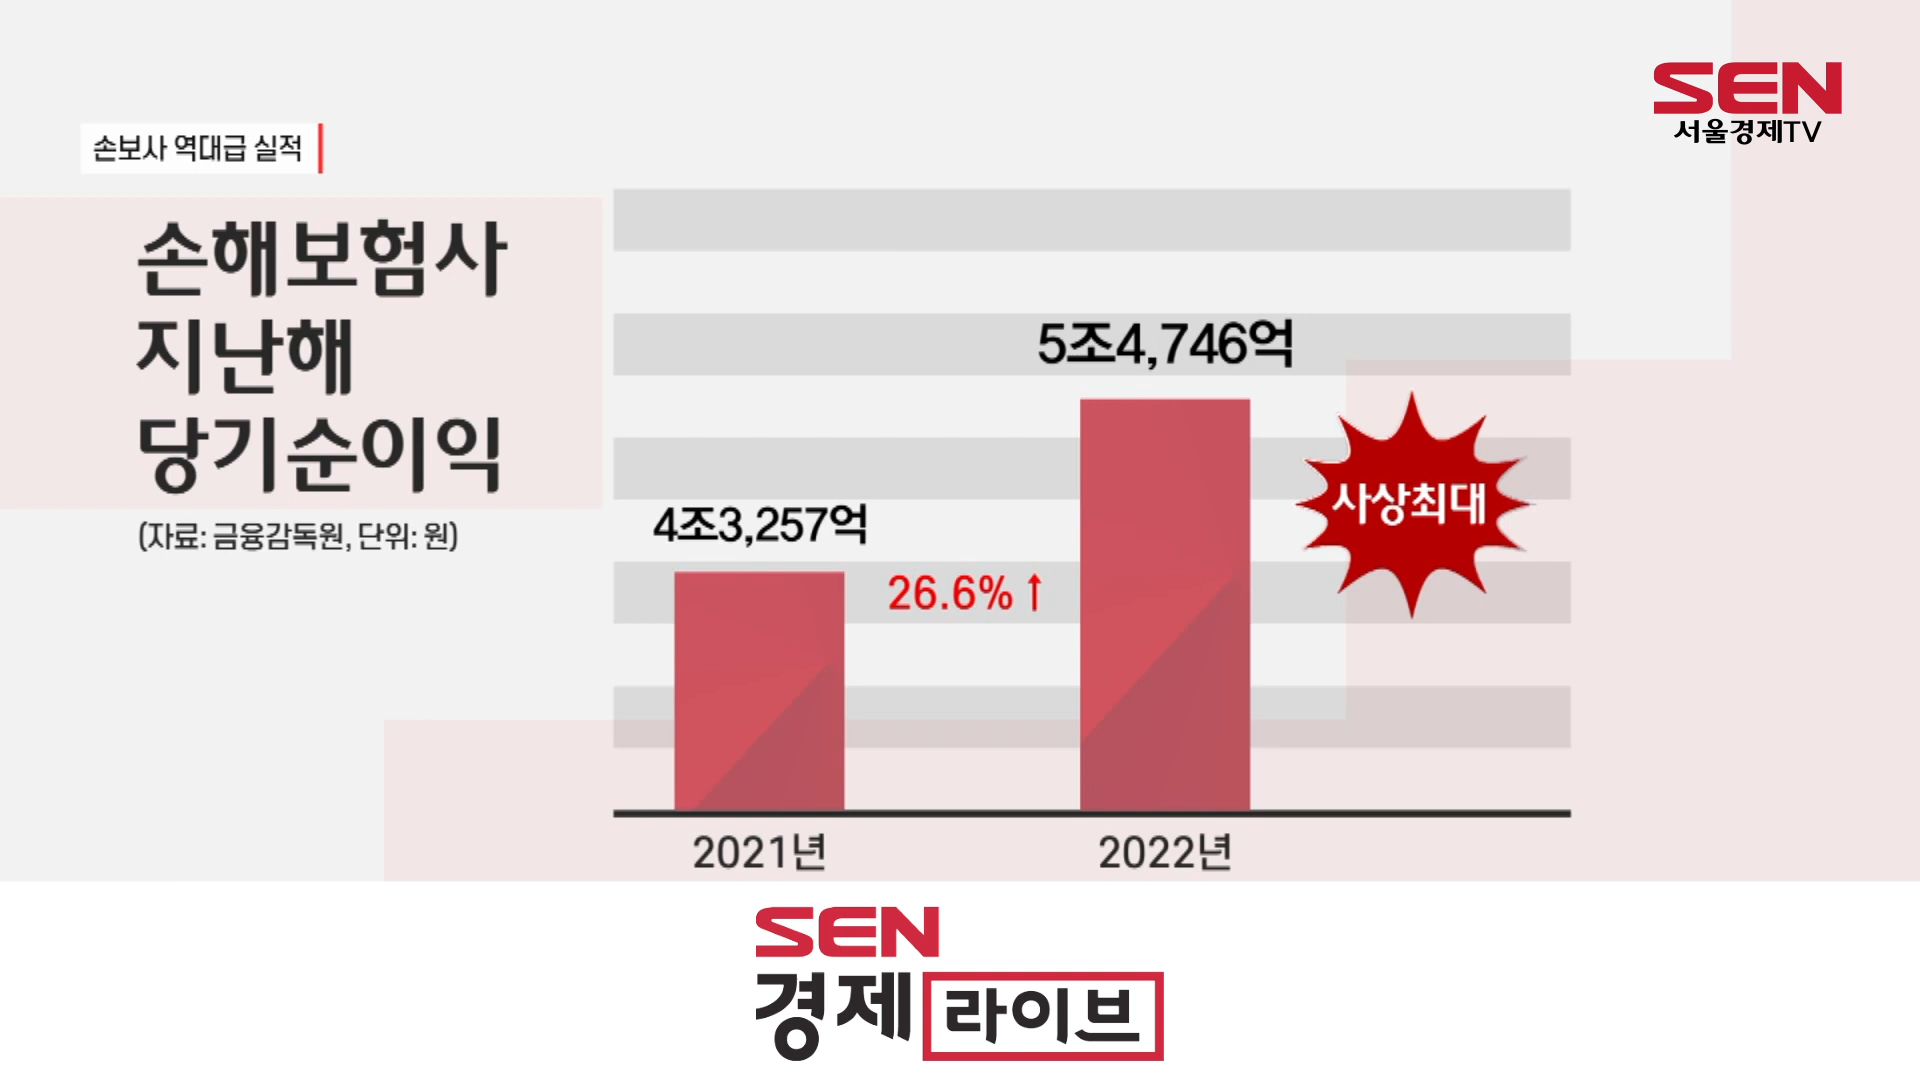 SEN
서울경제TV
손보사 역대급 실적
손해보험사
지난해
당기순이익
(자료: 금융감독원, 단위: 원)
5조4,746억
4조3,257억
26.6%↑
사상최대
2021년
2022년
SEN
경제라이브